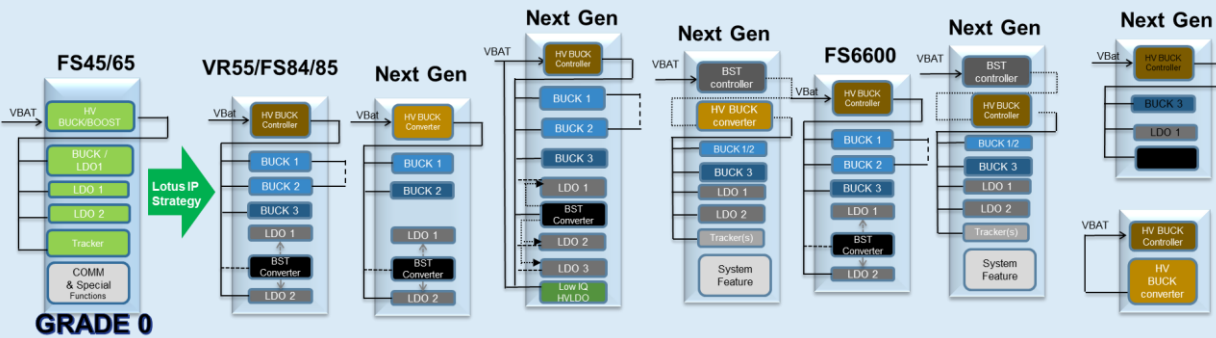 FS45/65
VBAT
HV
BUCK/BOOST
BUCK /
LDO1
LDO 1
LDO 2
Tracker
COMM
& Special
Functions
GRADE 0
Lotus IP
Strategy
VR55/FS84/85
VBat
HV BUCK
Controller
BUCK 1
BUCK 2
BUCK 3
LDO 1
BST
Converter
LDO 2
Next Gen
VBat
HV BUCK
Converter
BUCK 1
BUCK 2
LDO 1
BST
Converter
LDO 2
Next Gen
VBAT
HV BUCK
Controller
BUCK 1
BUCK 2
BUCK 3
LDO 1
BST
Converter
LDO 2
LDO 3
Low IQ
HVLDO
Next Gen
VBAT
BST
controller
HV BUCK
converter
BUCK 1/2
BUCK 3
LDO 1
LDO 2
Tracker(s)
System
Feature
FS6600
VBat
HV BUCK
Controller
BUCK 1
BUCK 2
BUCK 3
LDO 1
BST
Converter
LDO 2
Next Gen
VBAT
BST
controller
HV BUCK
Controller
BUCK 1/2
BUCK 3
LDO 1
LDO 2
Tracker(s)
System
Feature
Next Gen
VBat
HV BUCK
Controller
BUCK 3
LDO 1
VBAT
HV BUCK
Controller
HV
BUCK
converter